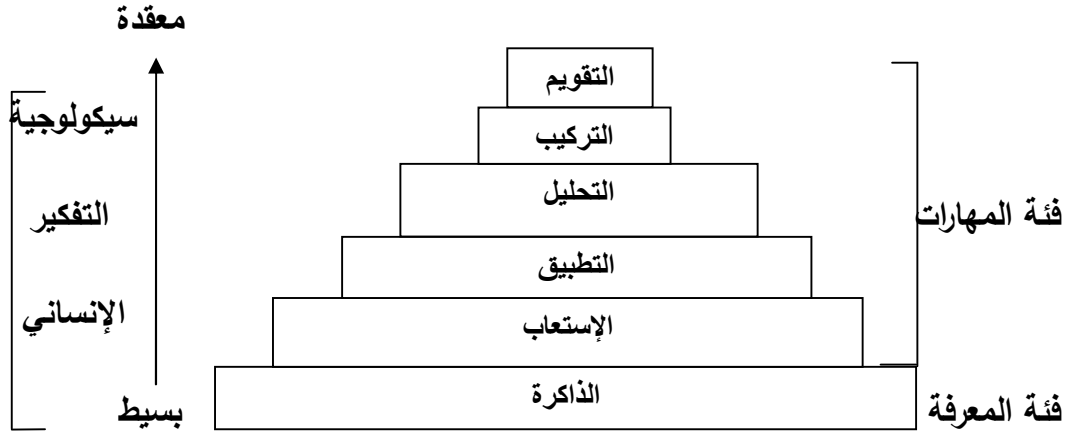 معقدة
التقويم
سيكولوجية
التركيب
التحليل
التفكير
فئة المهارات
التطبيق
الإنساني
الإستعاب
الذاكرة
بسيط
فئة المعرفة